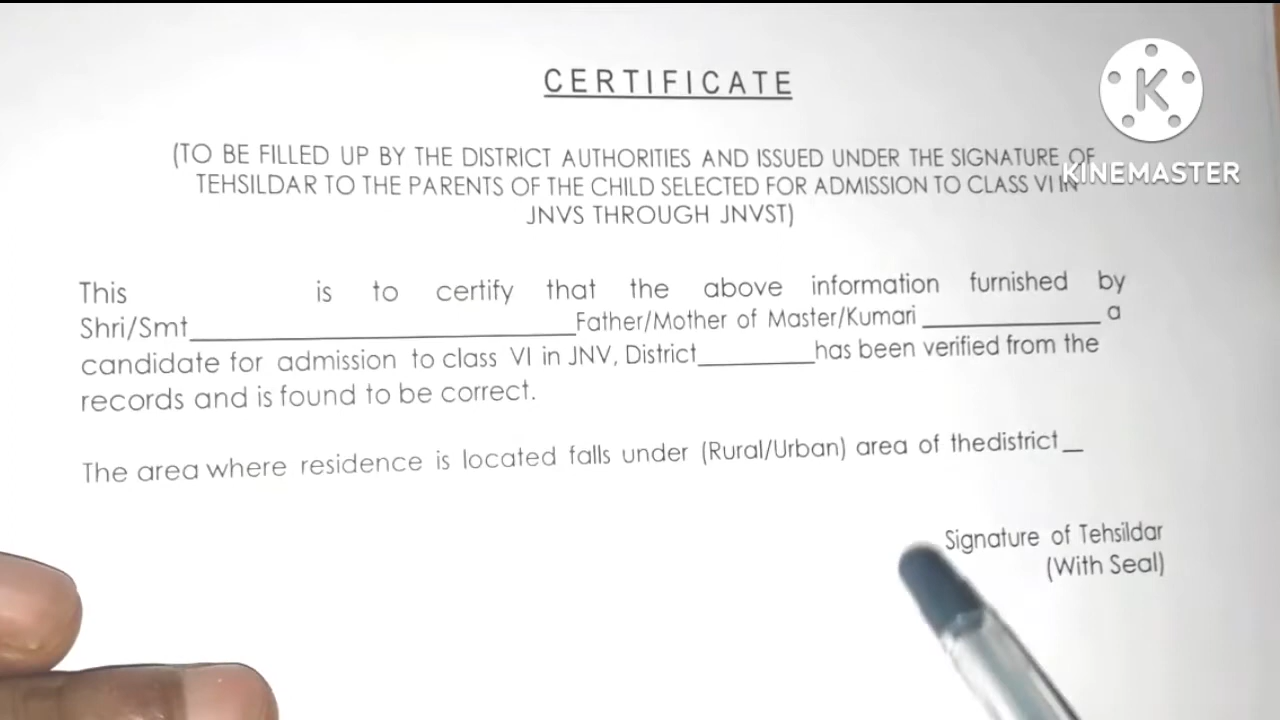 CERTIFICATE
(TO BE FILLED UP BY THE DISTRICT AUTHORITIES AND ISSUED UNDER THE SIGNATURE OF
TEHSILDAR TO THE PARENTS OF THE CHILD SELECTED FOR ADMISSION TO CLASS VI IN
JNVS THROUGH JNVST)
This is to certify that the above information furnished by
Shri/Smt______________________________Father/Mother of Master/Kumari ______________ a
candidate for admission to class VI in JNV, District_________has been verified from the
records and is found to be correct.
The area where residence is located falls under (Rural/Urban) area of thedistrict_
Signature of Tehsildar
(With Seal)
K
KINEMASTER